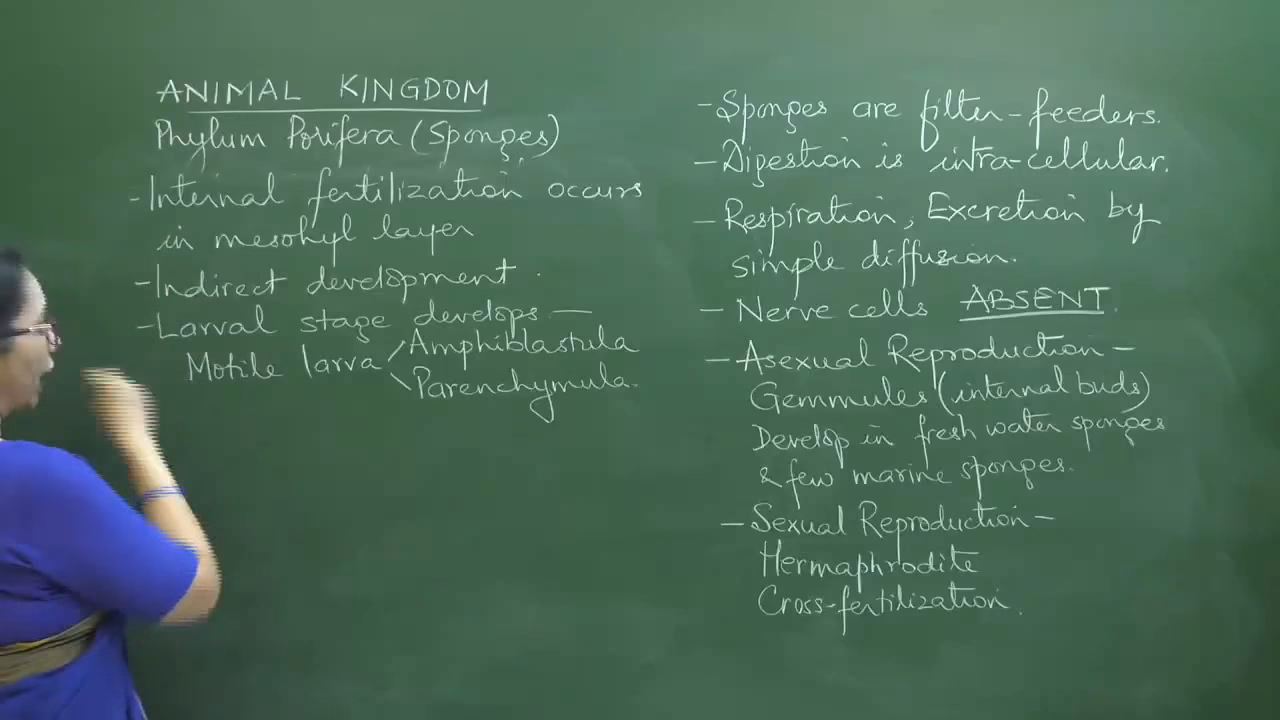 ANIMAL KINGDOM
Phylum Porifera (Sponges)
- Internal fertilization occurs
in mesohyl layer
- Indirect development.
- Larval stage develops —
Motile larva < Amphiblastula
Parenchymula.
- Sponges are filter-feeders.
- Digestion is intra-cellular.
- Respiration, Excretion by
simple diffusion.
- Nerve cells ABSENT.
- Asexual Reproduction -
Gemmules (internal buds)
Develop in fresh water sponges
& few marine sponges.
- Sexual Reproduction -
Hermaphrodite
Cross-fertilization.